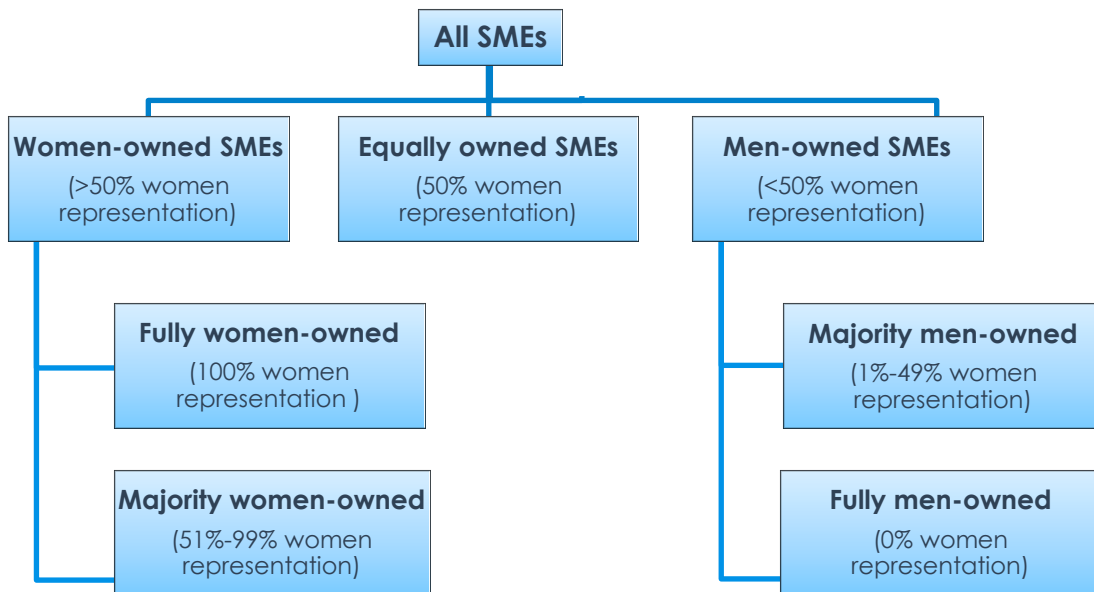 All SMEs
Women-owned SMEs
(>50% women
representation)
Equally owned SMEs
(50% women
representation)
Men-owned SMEs
(<50% women
representation)
Fully women-owned
(100% women
representation )
Majority women-owned
(51%-99% women
representation)
Majority men-owned
(1%-49% women
representation)
Fully men-owned
(0% women
representation)